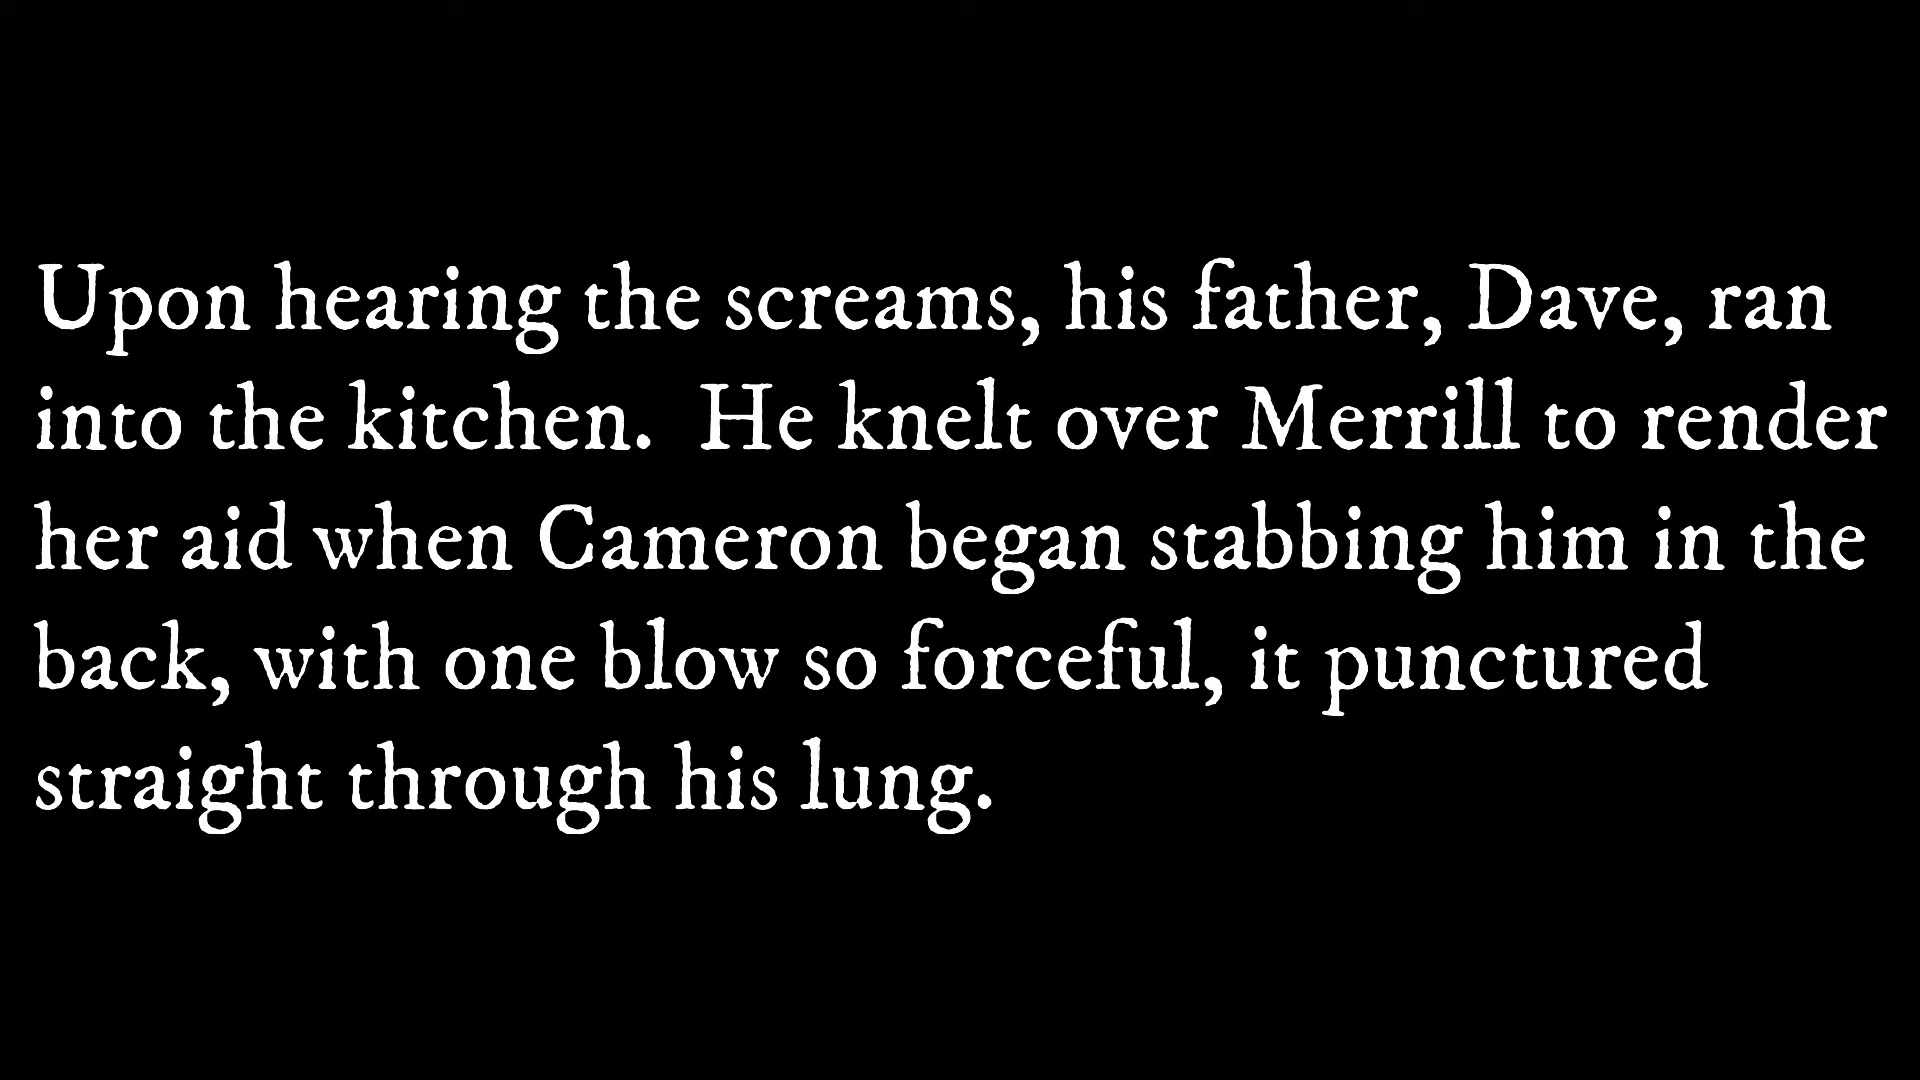 Upon hearing the screams, his father, Dave, ran
into the kitchen.  He knelt over Merrill to render
her aid when Cameron began stabbing him in the
back, with one blow so forceful, it punctured
straight through his lung.